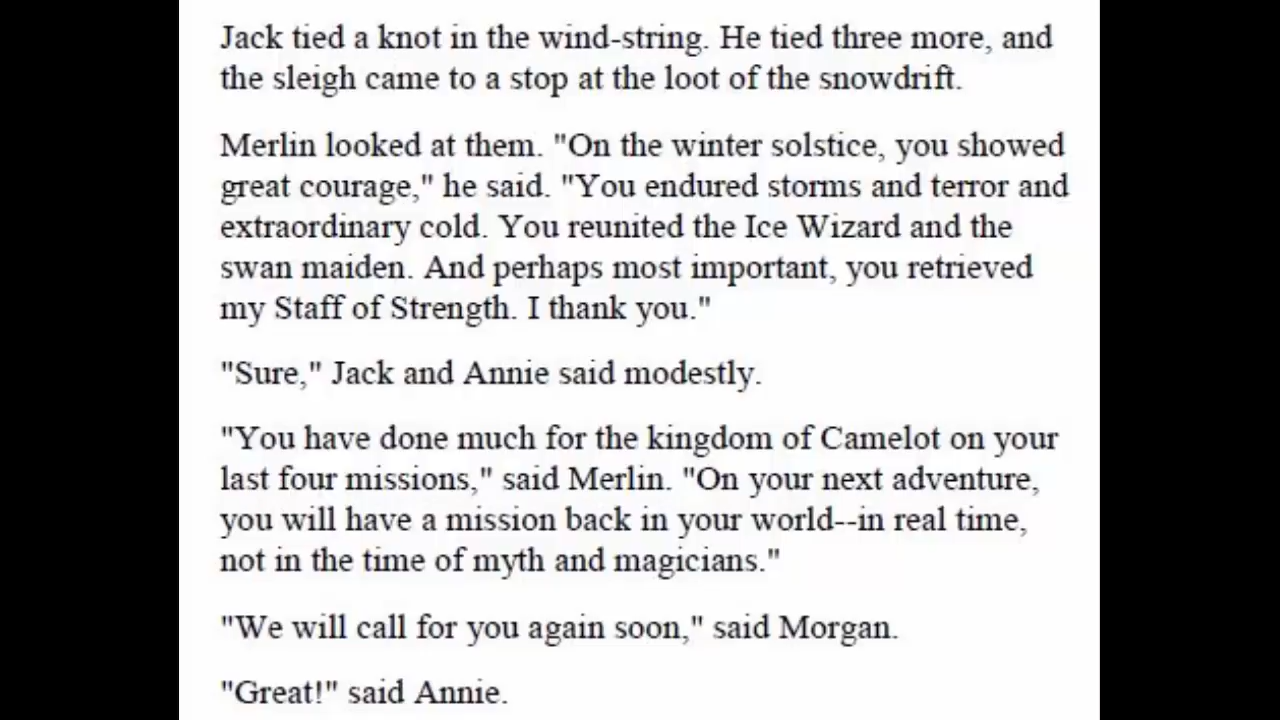 Jack tied a knot in the wind-string. He tied three more, and
the sleigh came to a stop at the loot of the snowdrift.
Merlin looked at them. "On the winter solstice, you showed
great courage," he said. "You endured storms and terror and
extraordinary cold. You reunited the Ice Wizard and the
swan maiden. And perhaps most important, you retrieved
my Staff of Strength. I thank you."
"Sure," Jack and Annie said modestly.
"You have done much for the kingdom of Camelot on your
last four missions," said Merlin. "On your next adventure,
you will have a mission back in your world--in real time,
not in the time of myth and magicians."
"We will call for you again soon," said Morgan.
"Great!" said Annie.